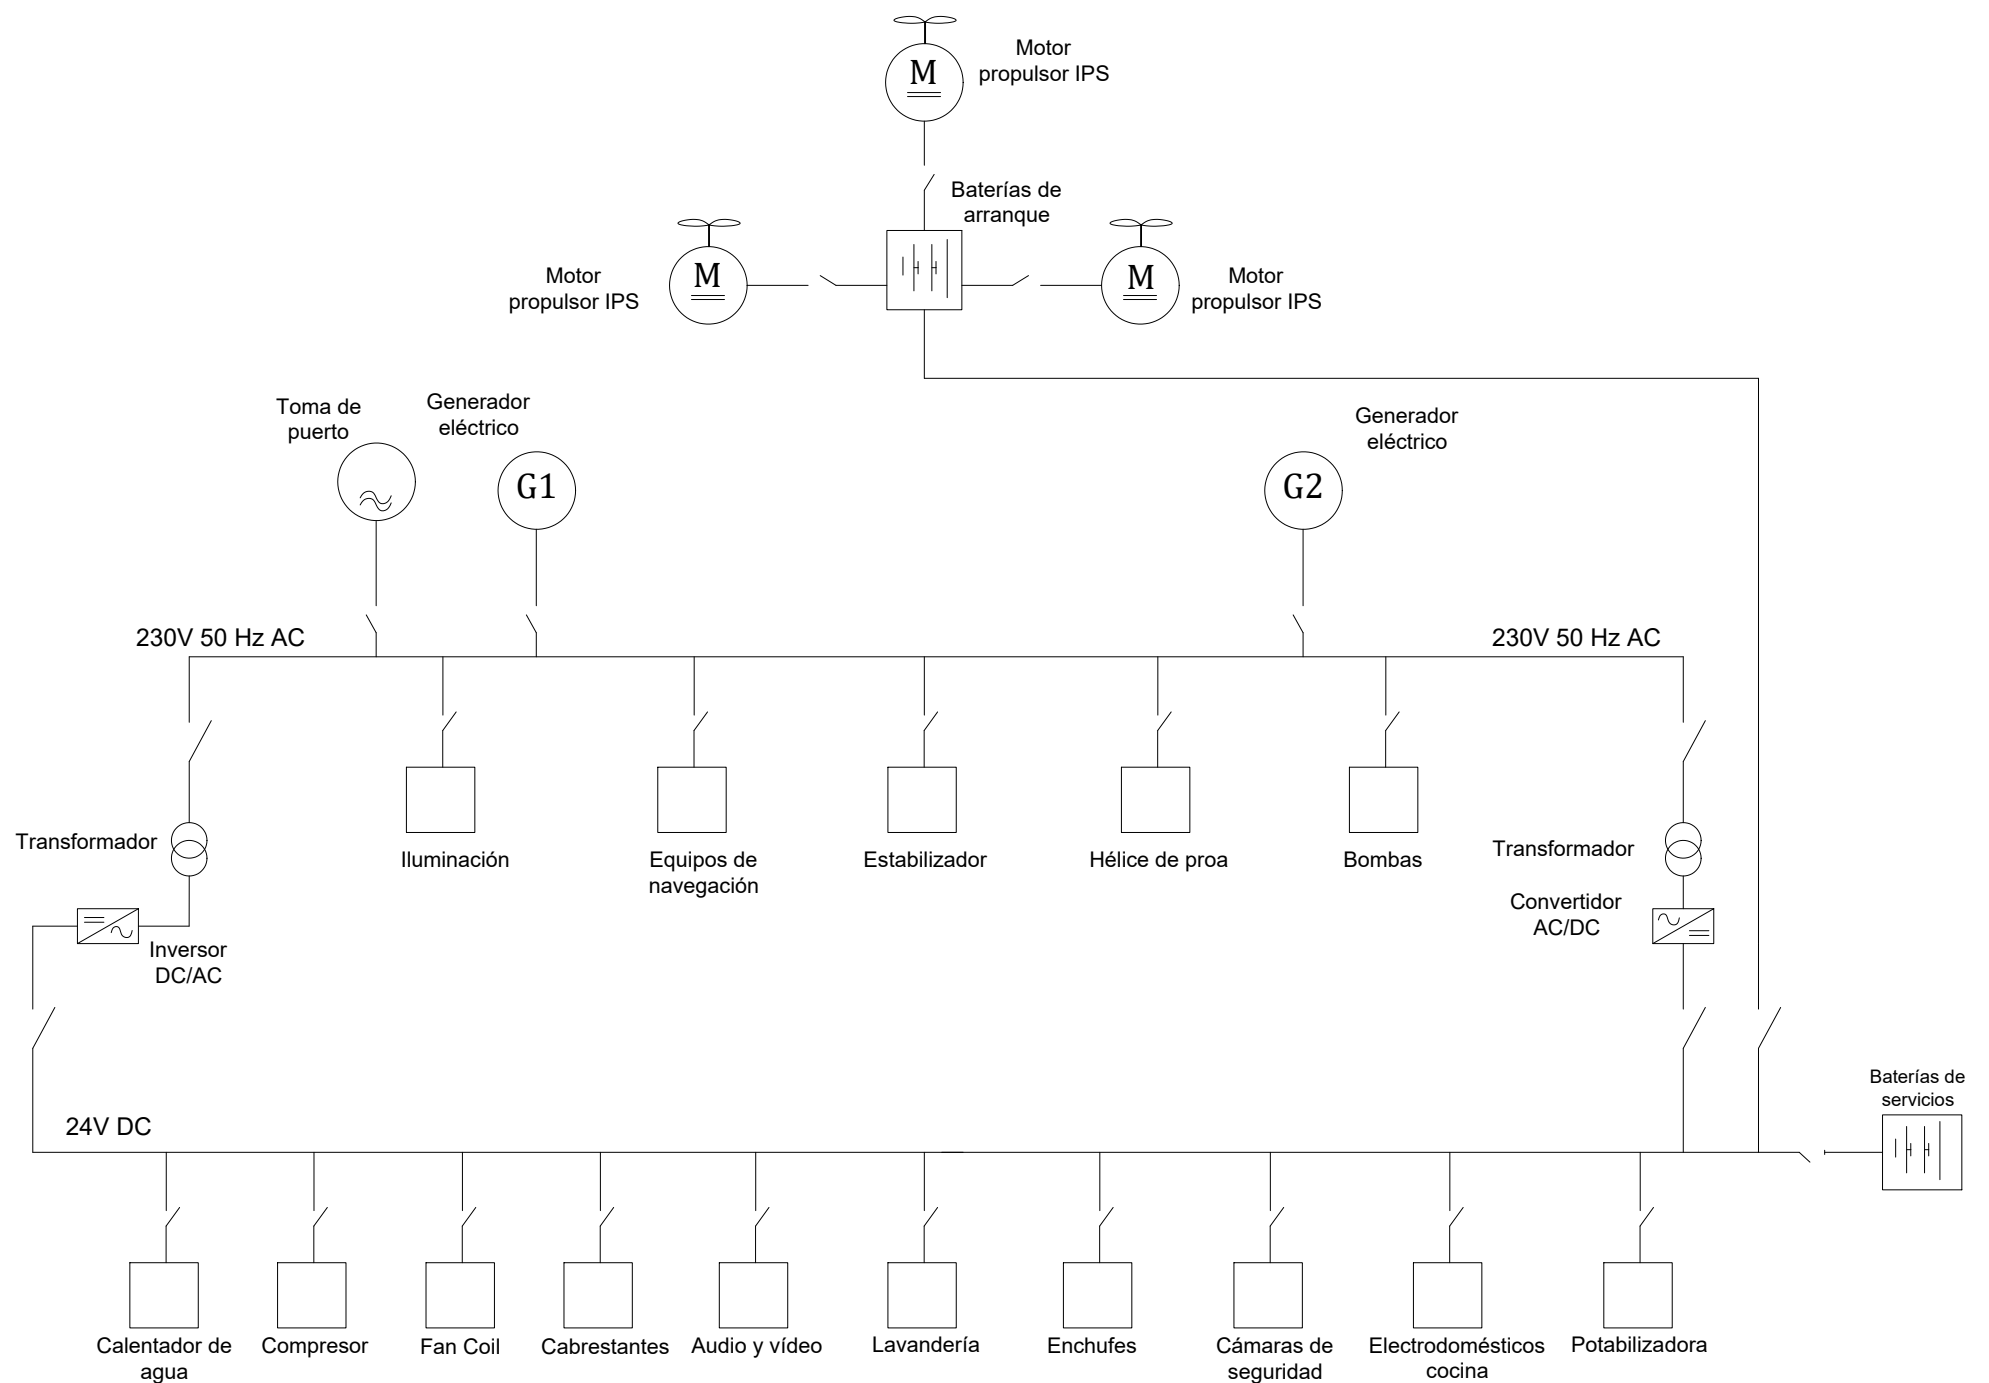 Motor
propulsor IPS
M
Baterías de
arranque
Motor
propulsor IPS
M
M
Motor
propulsor IPS
Toma de
puerto
Generador
eléctrico
G1
Generador
eléctrico
G2
230V 50 Hz AC
230V 50 Hz AC
Transformador
Iluminación
Equipos de
navegación
Estabilizador
Hélice de proa
Bombas
Transformador
Inversor
DC/AC
Convertidor
AC/DC
24V DC
Baterías de
servicios
Calentador de
agua
Compresor
Fan Coil
Cabrestantes
Audio y vídeo
Lavandería
Enchufes
Cámaras de
seguridad
Electrodomésticos
cocina
Potabilizadora